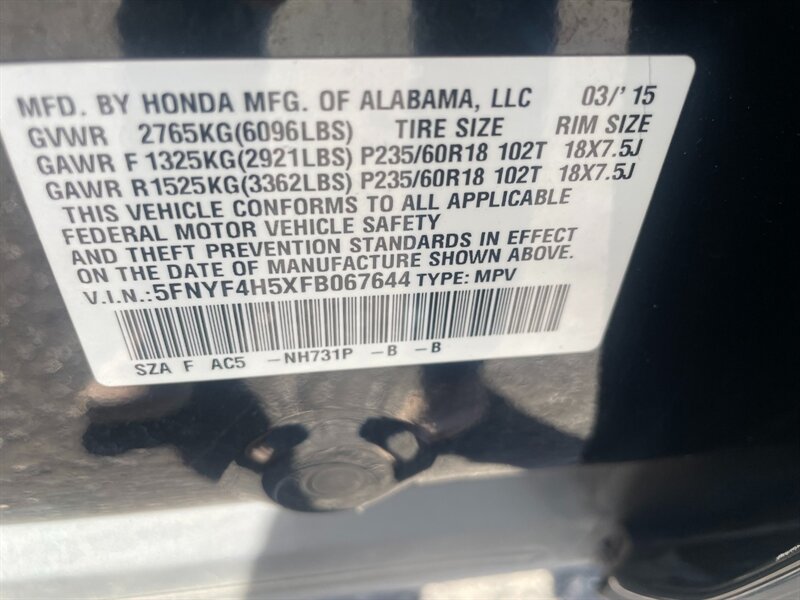 MFD. BY HONDA MFG. OF ALABAMA, LLC 03/'15
GVWR 2765KG(6096LBS) TIRE SIZE RIM SIZE
GAWR F 1325KG(2921LBS) P235/60R18 102T 18X7.5J
GAWR R1525KG(3362LBS) P235/60R18 102T 18X7.5J
THIS VEHICLE CONFORMS TO ALL APPLICABLE
FEDERAL MOTOR VEHICLE SAFETY
AND THEFT PREVENTION STANDARDS IN EFFECT
ON THE DATE OF MANUFACTURE SHOWN ABOVE.
V.I.N.:5FNYF4H5XFB067644 TYPE: MPV
SZA F AC5 -NH731P -B -B